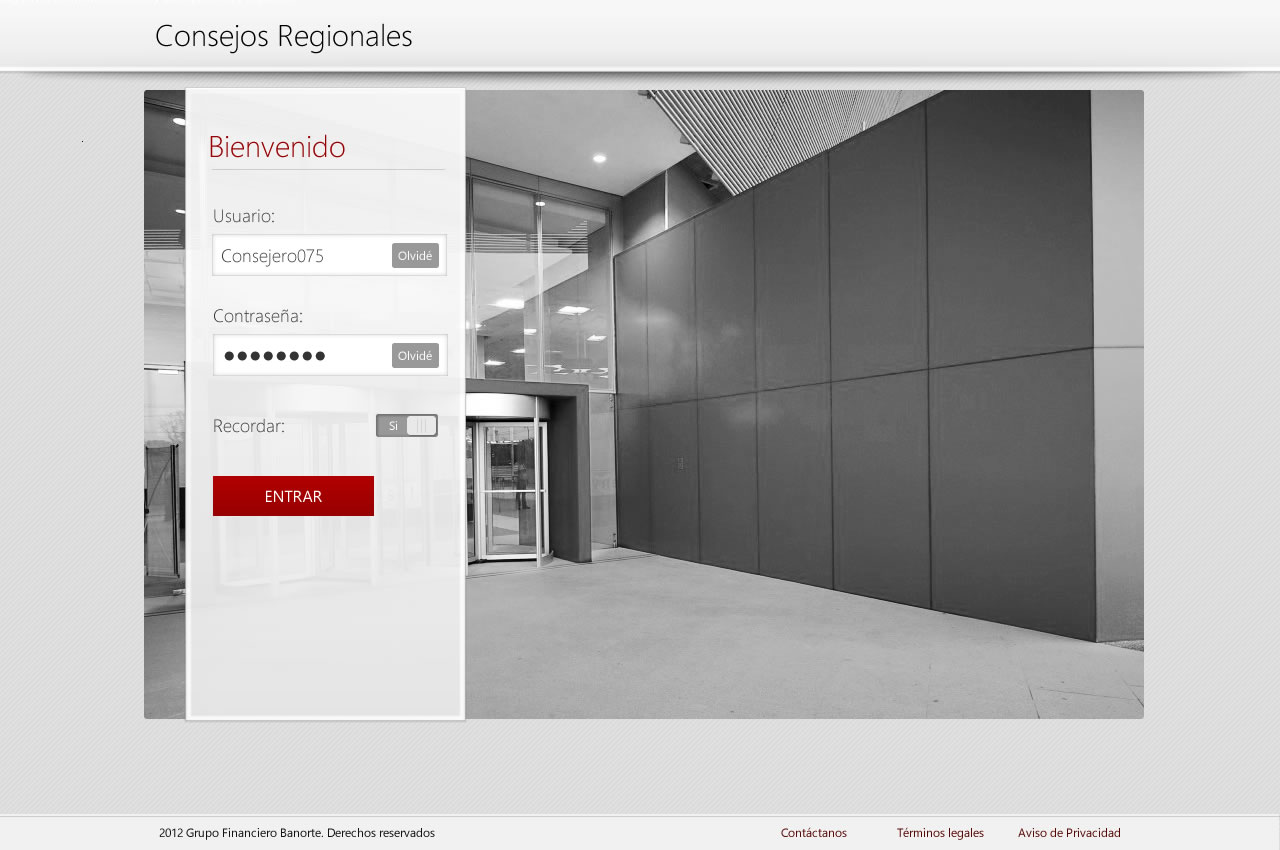 Consejos Regionales
Bienvenido
Usuario:
Consejero075 Olvidé
Contraseña:
●●●●●●●● Olvidé
Recordar: Si
ENTRAR
2012 Grupo Financiero Banorte. Derechos reservados Contáctanos Términos legales Aviso de Privacidad